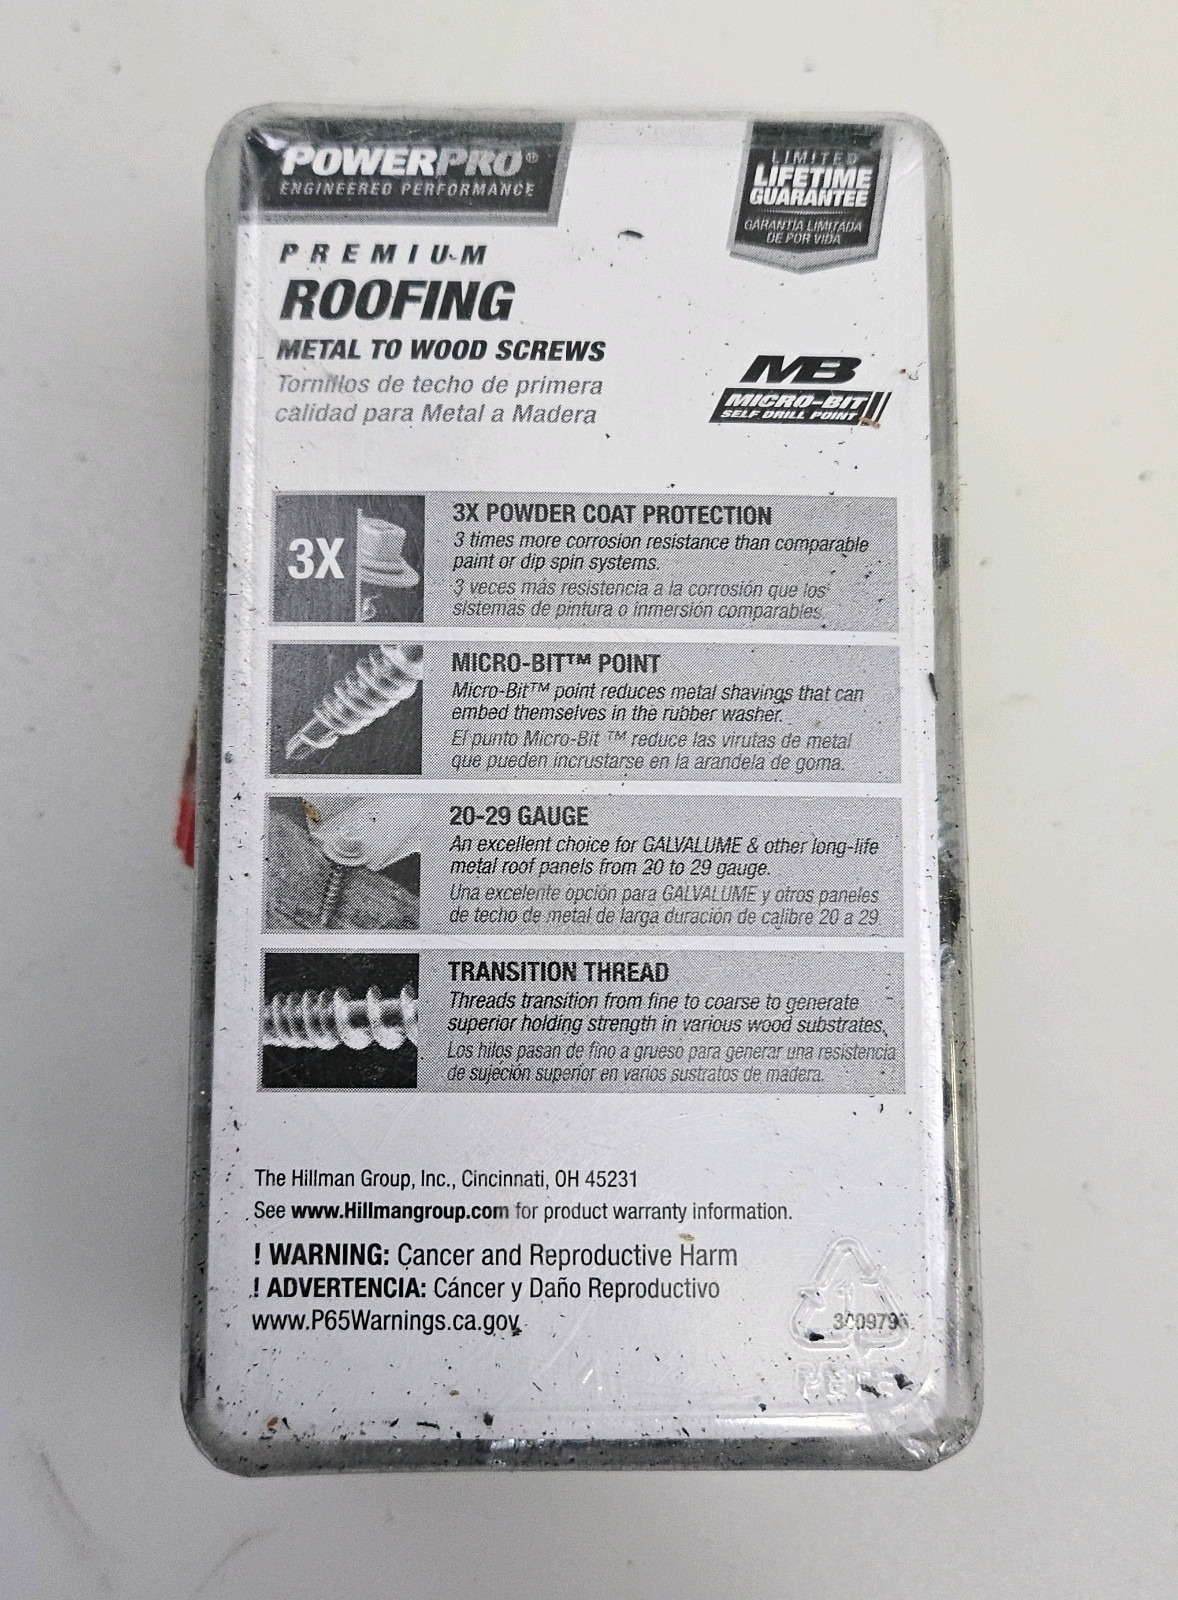 POWERPRO®
ENGINEERED PERFORMANCE
LIMITED
LIFETIME
GUARANTEE
GARANTÍA LIMITADA
DE POR VIDA
PREMIUM
ROOFING
METAL TO WOOD SCREWS
Tornillos de techo de primera
calidad para Metal a Madera
MB
MICRO-BIT
SELF DRILL POINT
3X
3X POWDER COAT PROTECTION
3 times more corrosion resistance than comparable
paint or dip spin systems.
3 veces más resistencia a la corrosión que los
sistemas de pintura o inmersión comparables.
MICRO-BIT™ POINT
Micro-Bit™ point reduces metal shavings that can
embed themselves in the rubber washer.
El punto Micro-Bit ™ reduce las virutas de metal
que pueden incrustarse en la arandela de goma.
20-29 GAUGE
An excellent choice for GALVALUME & other long-life
metal roof panels from 20 to 29 gauge.
Una excelente opción para GALVALUME y otros paneles
de techo de metal de larga duración de calibre 20 a 29
TRANSITION THREAD
Threads transition from fine to coarse to generate
superior holding strength in various wood substrates.
Los hilos pasan de fino a grueso para generar una resistencia
de sujeción superior en varios sustratos de madera.
The Hillman Group, Inc., Cincinnati, OH 45231
See www.Hillmangroup.com for product warranty information.
! WARNING: Cancer and Reproductive Harm
! ADVERTENCIA: Cáncer y Daño Reproductivo
www.P65Warnings.ca.gov
1
PETE